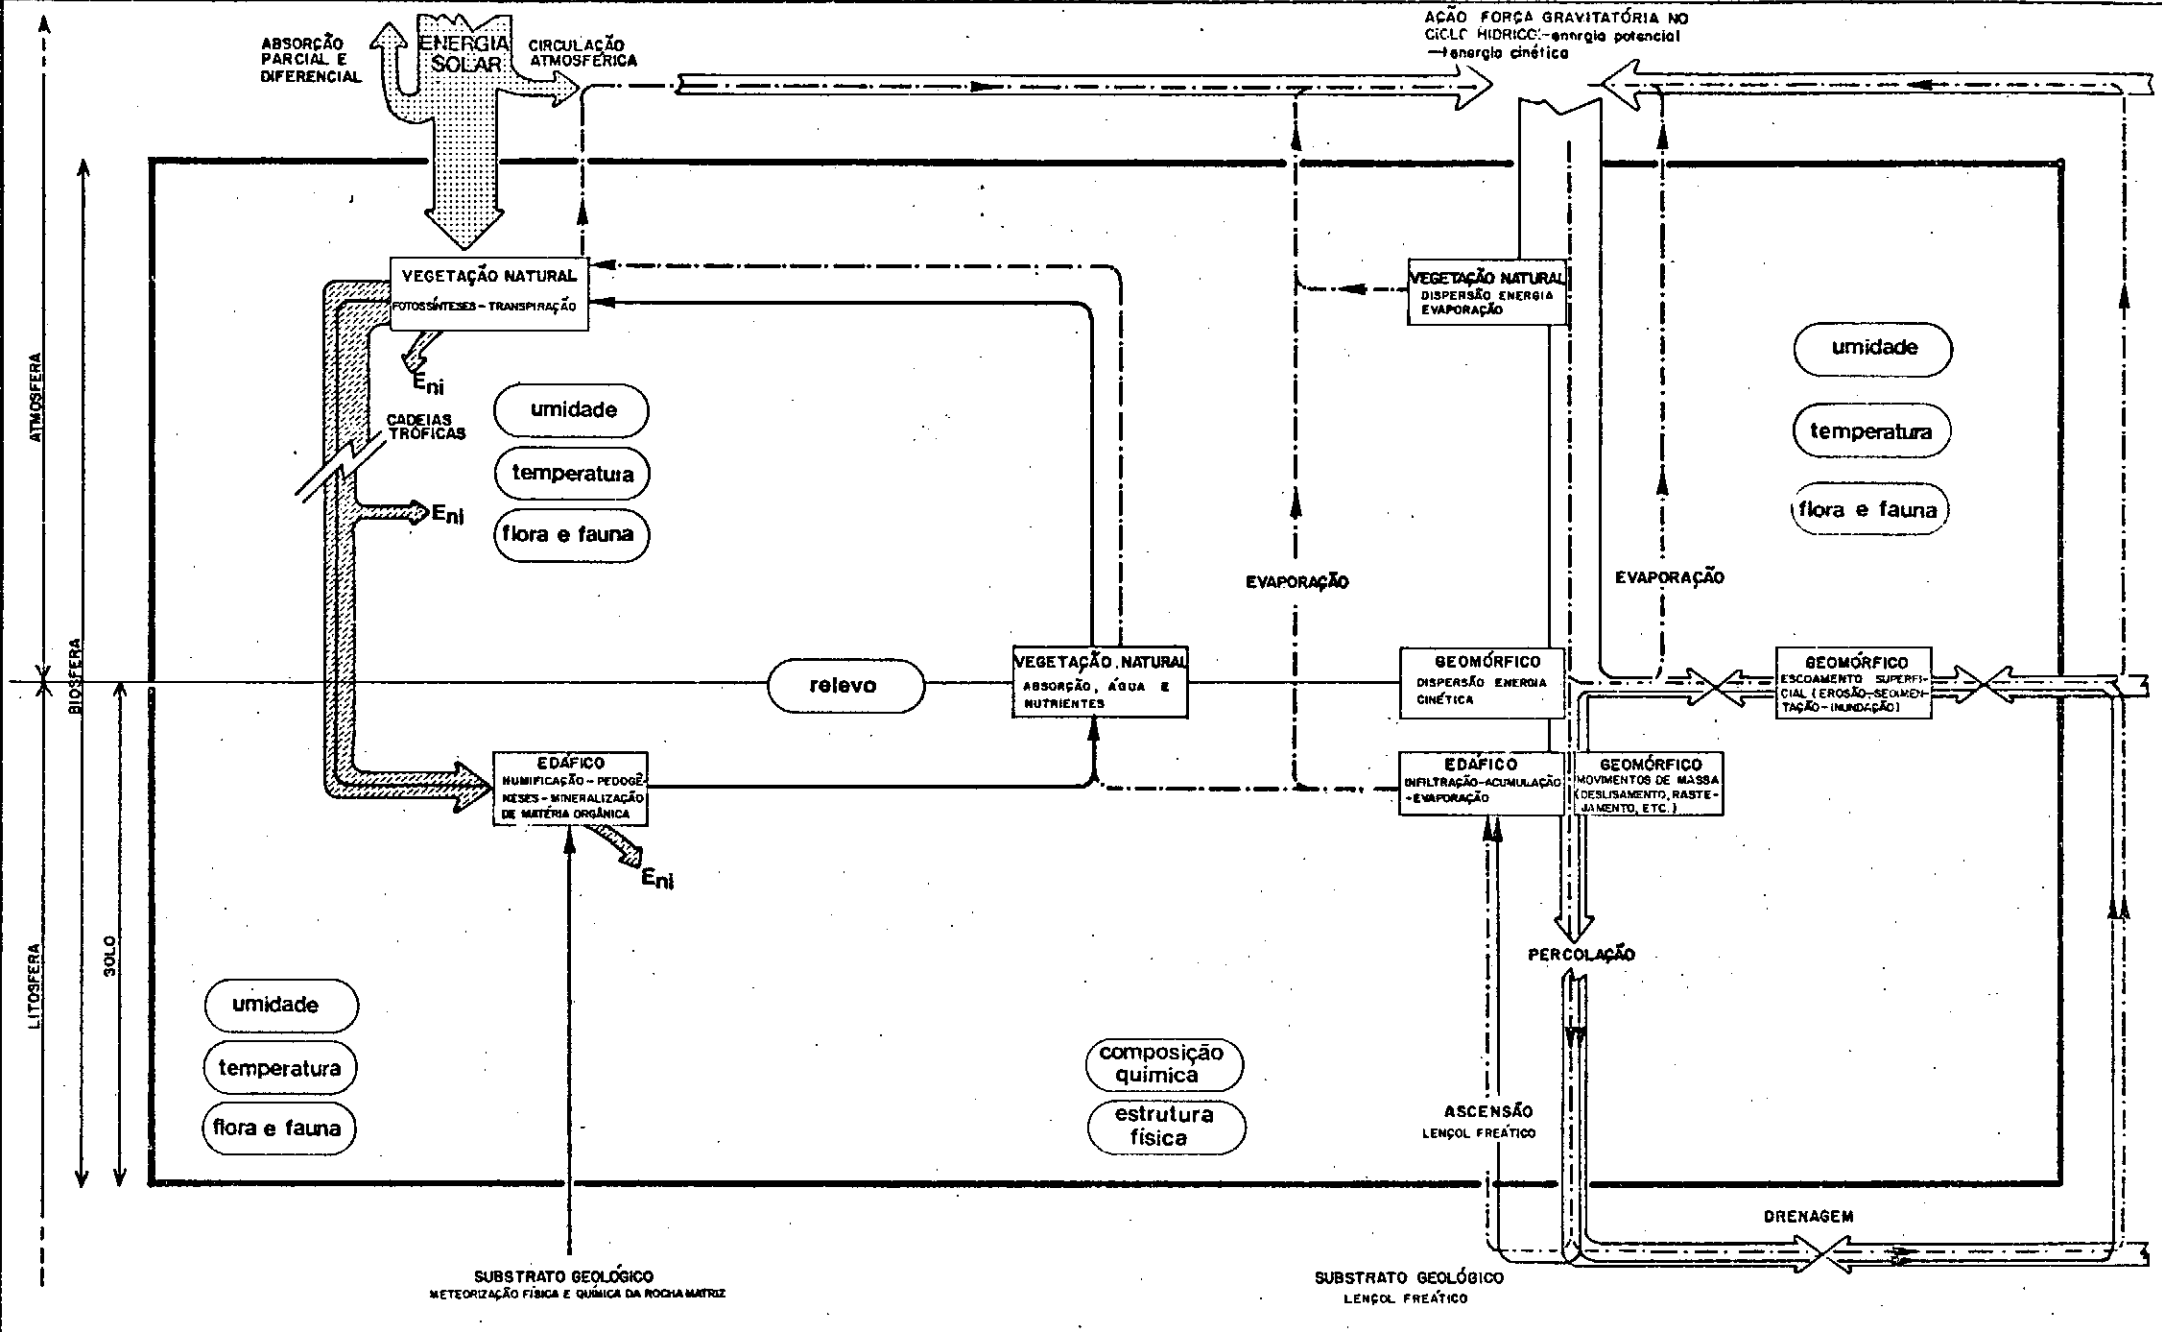 ABSORÇÃO
PARCIAL E
DIFERENCIAL
ENERGIA
SOLAR
CIRCULAÇÃO
ATMOSFÉRICA
AÇÃO FORÇA GRAVITATÓRIA NO
CICLO HIDRICO:-energia potencial
→energia cinética
VEGETAÇÃO NATURAL
FOTOSSÍNTESES-TRANSPIRAÇÃO
Eni
CADEIAS
TRÓFICAS
Eni
umidade
temperatura
flora e fauna
VEGETAÇÃO NATURAL
DISPERSÃO ENERGIA
EVAPORAÇÃO
umidade
temperatura
flora e fauna
EVAPORAÇÃO
EVAPORAÇÃO
ATMOSFERA
BIOSFERA
LITOSFERA
SOLO
relevo
VEGETAÇÃO NATURAL
ABSORÇÃO, ÁGUA E
NUTRIENTES
GEOMÓRFICO
DISPERSÃO ENERGIA
CINÉTICA
GEOMÓRFICO
ESCOAMENTO SUPERFI-
CIAL (EROSÃO-SEDIMEN-
TAÇÃO-INUNDAÇÃO)
EDÁFICO
HUMIFICAÇÃO-PEDOGÊ-
NESES-MINERALIZAÇÃO
DE MATÉRIA ORGÂNICA
Eni
EDÁFICO
INFILTRAÇÃO-ACUMULAÇÃO
-EVAPORAÇÃO
GEOMÓRFICO
MOVIMENTOS DE MASSA
(DESLISAMENTO, RASTE-
JAMENTO, ETC.)
PERCOLAÇÃO
umidade
temperatura
flora e fauna
composição
química
estrutura
física
ASCENSÃO
LENÇOL FREÁTICO
DRENAGEM
SUBSTRATO GEOLÓGICO
METEORIZAÇÃO FÍSICA E QUÍMICA DA ROCHA MATRIZ
SUBSTRATO GEOLÓGICO
LENÇOL FREÁTICO